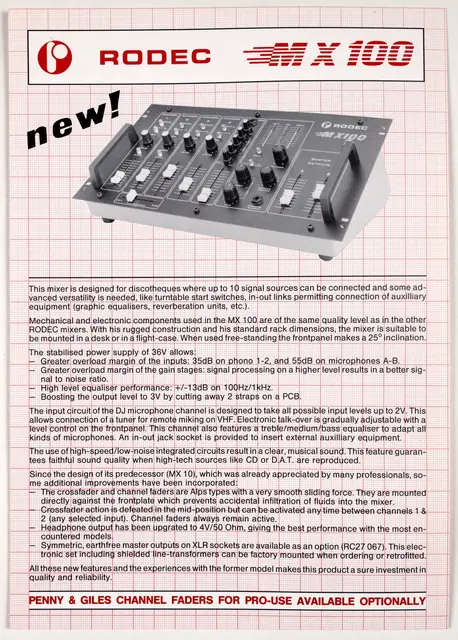 RODEC MX 100
new!
RODEC
MX100
MASTER
OUTPUTS
This mixer is designed for discotheques where up to 10 signal sources can be connected and some ad-
vanced versatility is needed, like turntable start switches, in-out links permitting connection of auxilliary
equipment (graphic equalisers, reverberation units, etc.).
Mechanical and electronic components used in the MX 100 are of the same quality level as in the other
RODEC mixers. With his rugged construction and his standard rack dimensions, the mixer is suitable to
be mounted in a desk or in a flight-case. When used free-standing the frontpanel makes a 25° inclination.
The stabilised power supply of 36V allows:
— Greater overload margin of the inputs: 35dB on phono 1-2, and 55dB on microphones A-B.
— Greater overload margin of the gain stages: signal processing on a higher level results in a better sig-
nal to noise ratio.
— High level equaliser performance: +/-13dB on 100Hz/1kHz.
— Boosting the output level to 3V by cutting away 2 straps on a PCB.
The input circuit of the DJ microphone channel is designed to take all possible input levels up to 2V. This
allows connection of a tuner for remote miking on VHF. Electronic talk-over is gradually adjustable with a
level control on the frontpanel. This channel also features a treble/medium/bass equaliser to adapt all
kinds of microphones. An in-out jack socket is provided to insert external auxilliary equipment.
The use of high-speed/low-noise integrated circuits result in a clear, musical sound. This feature guaran-
tees faithful sound quality when high-tech sources like CD or D.A.T. are reproduced.
Since the design of its predecessor (MX 10), which was already appreciated by many professionals, so-
me additional improvements have been incorporated:
— The crossfader and channel faders are Alps types with a very smooth sliding force. They are mounted
directly against the frontplate which prevents accidental infiltration of fluids into the mixer.
— Crossfader action is defeated in the mid-position but can be activated any time between channels 1 &
2 (any selected input). Channel faders always remain active.
— Headphone output has been upgrated to 4V/50 Ohm, giving the best performance with the most en-
countered models.
— Symmetric, earthfree master outputs on XLR sockets are available as an option (RC27 067). This elec-
tronic set including shielded line-transformers can be factory mounted when ordering or retrofitted.
All these new features and the experiences with the former model makes this product a sure investment in
quality and reliability.
PENNY & GILES CHANNEL FADERS FOR PRO-USE AVAILABLE OPTIONALLY